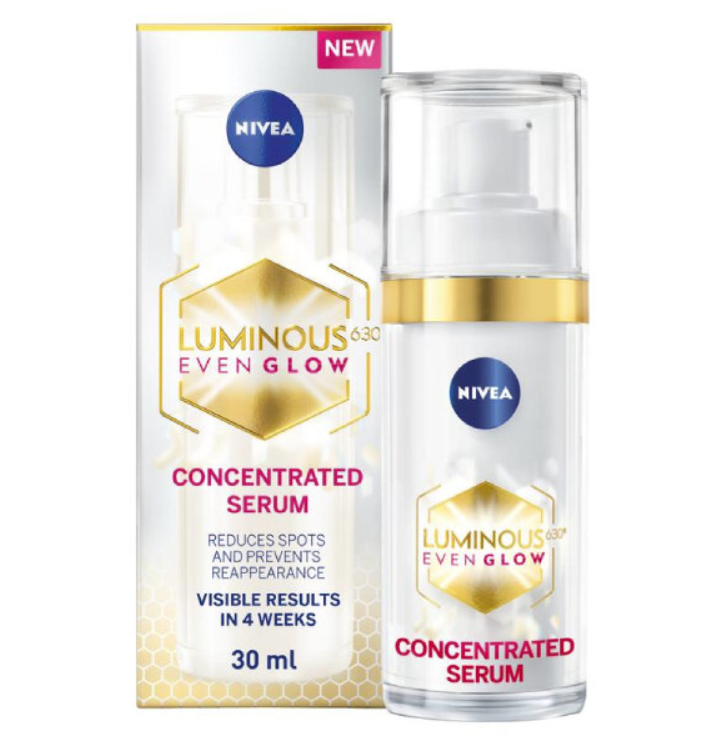 NEW
NIVEA
LUMINOUS630
EVEN GLOW
CONCENTRATED
SERUM
REDUCES SPOTS
AND PREVENTS
REAPPEARANCE
VISIBLE RESULTS
IN 4 WEEKS
30 ml
NIVEA
LUMINOUS630®
EVEN GLOW
CONCENTRATED
SERUM